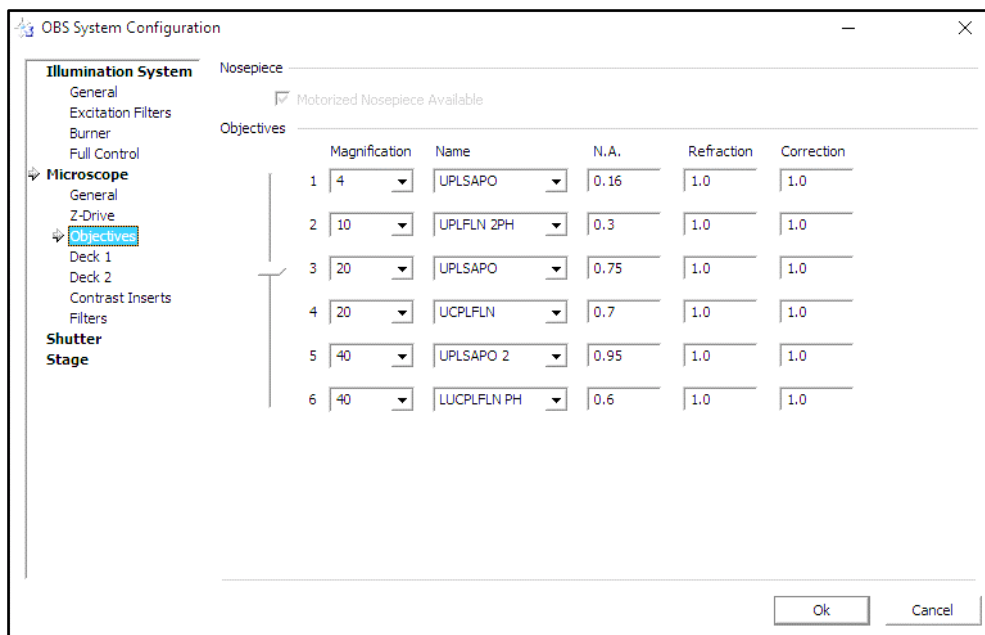 OBS System Configuration
Illumination System
General
Excitation Filters
Burner
Full Control
Microscope
General
Z-Drive
Objectives
Deck 1
Deck 2
Contrast Inserts
Filters
Shutter
Stage
Nosepiece
Motorized Nosepiece Available
Objectives
Magnification Name N.A. Refraction Correction
1 4 UPLSAPO 0.16 1.0 1.0
2 10 UPLFLN 2PH 0.3 1.0 1.0
3 20 UPLSAPO 0.75 1.0 1.0
4 20 UCPLFLN 0.7 1.0 1.0
5 40 UPLSAPO 2 0.95 1.0 1.0
6 40 LUCPLFLN PH 0.6 1.0 1.0
Ok Cancel